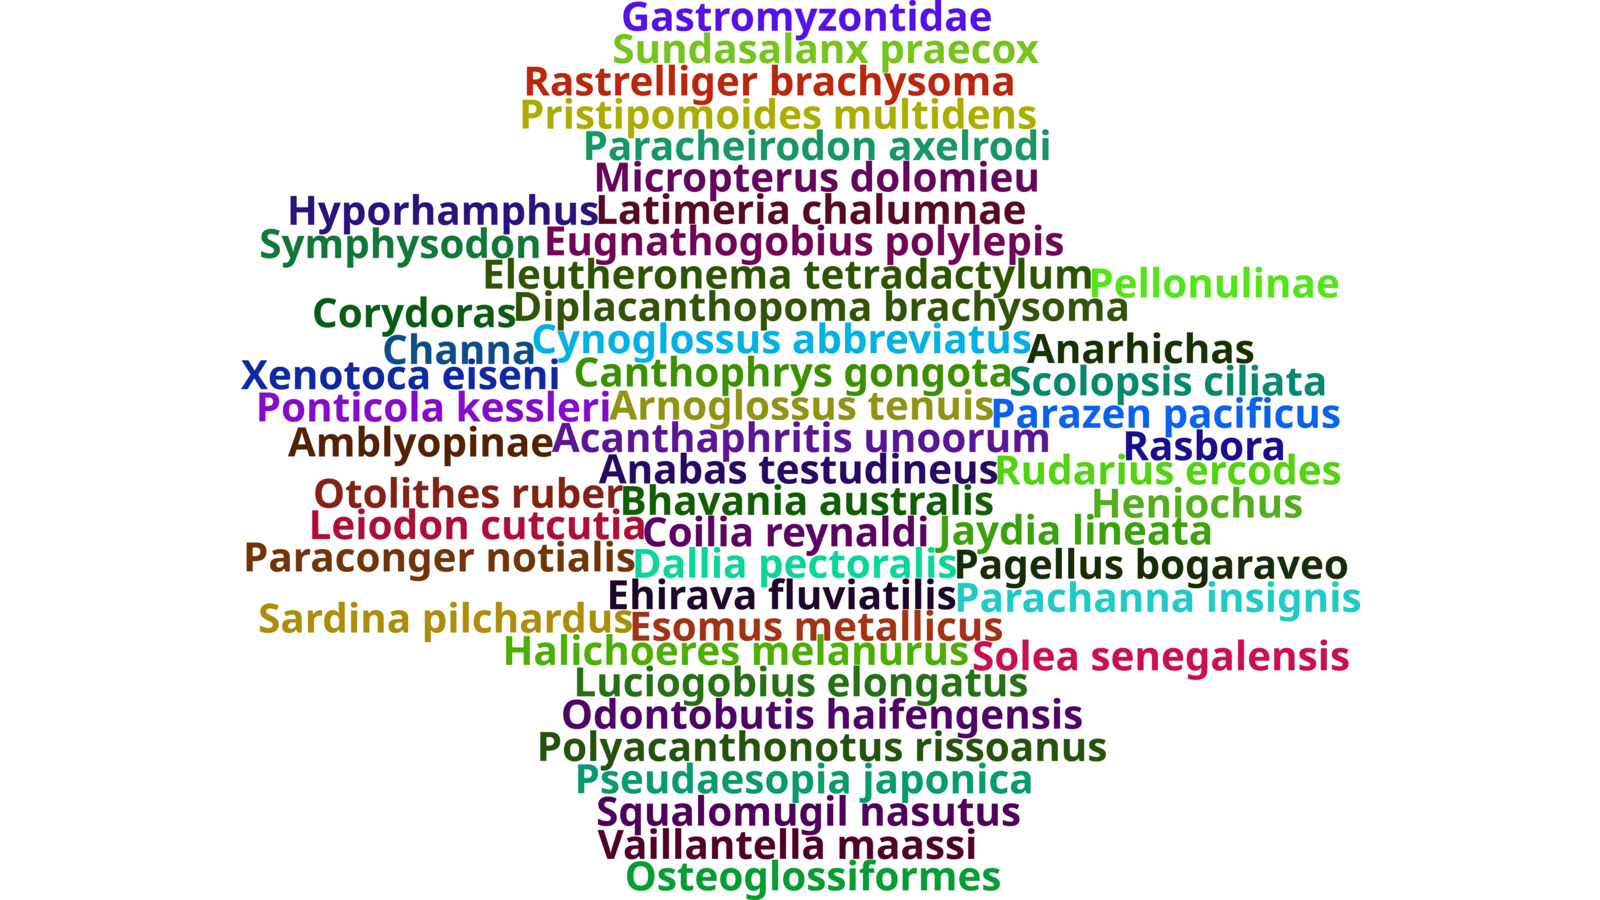 Gastromyzontidae
Sundasalanx praecox
Rastrelliger brachysoma
Pristipomoides multidens
Paracheirodon axelrodi
Micropterus dolomieu
Hyporhamphus Latimeria chalumnae
Symphysodon Eugnathogobius polylepis
Eleutheronema tetradactylum Pellonulinae
Corydoras Diplacanthopoma brachysoma
Channa Cynoglossus abbreviatus Anarhichas
Xenotoca eiseni Canthophrys gongota Scolopsis ciliata
Ponticola kessleri Arnoglossus tenuis Parazen pacificus
Amblyopinae Acanthaphritis unoorum Rasbora
Anabas testudineus Rudarius ercodes
Otolithes ruber Bhavania australis Heniochus
Leiodon cutcutia Coilia reynaldi Jaydia lineata
Paraconger notialis Dallia pectoralis Pagellus bogaraveo
Ehirava fluviatilis Parachanna insignis
Sardina pilchardus Esomus metallicus
Halichoeres melanurus Solea senegalensis
Luciogobius elongatus
Odontobutis haifengensis
Polyacanthonotus rissoanus
Pseudaesopia japonica
Squalomugil nasutus
Vaillantella maassi
Osteoglossiformes